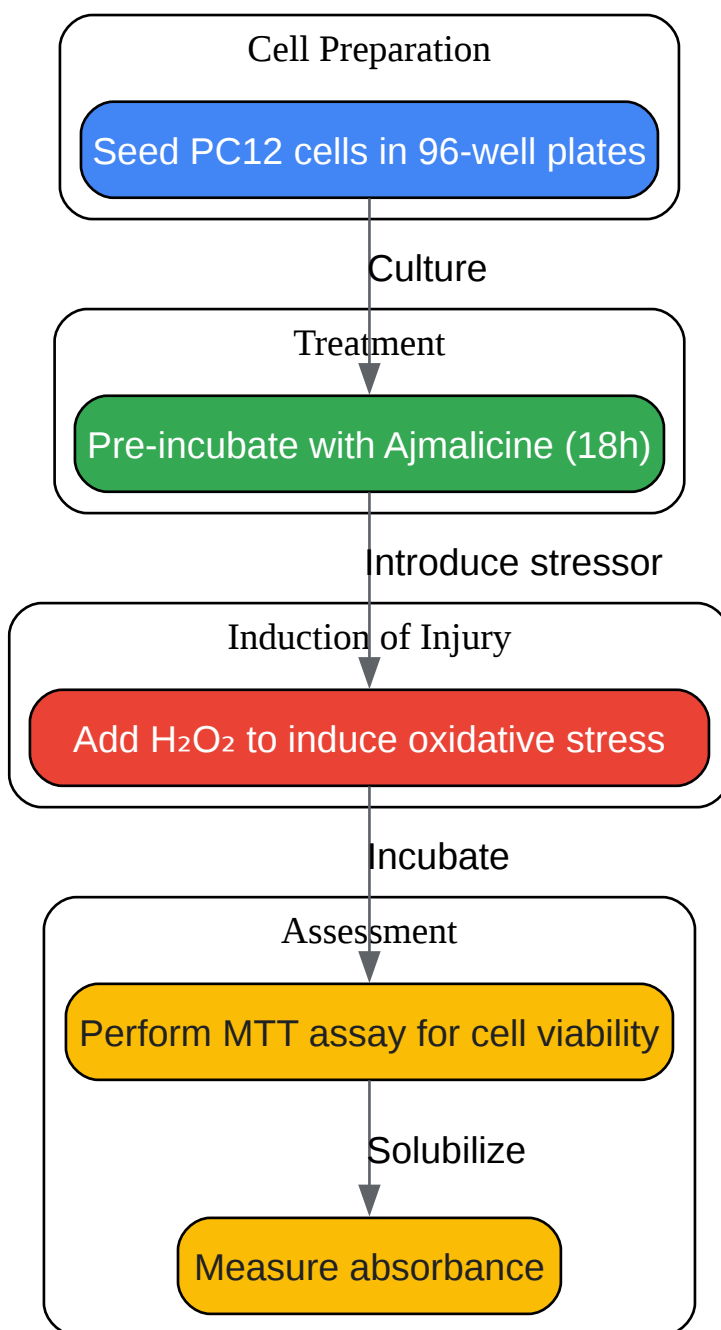 Cell Preparation
Seed PC12 cells in 96-well plates
Culture
Treatment
Pre-incubate with Ajmalicine (18h)
Introduce stressor
Induction of Injury
Add H₂O₂ to induce oxidative stress
Incubate
Assessment
Perform MTT assay for cell viability
Solubilize
Measure absorbance